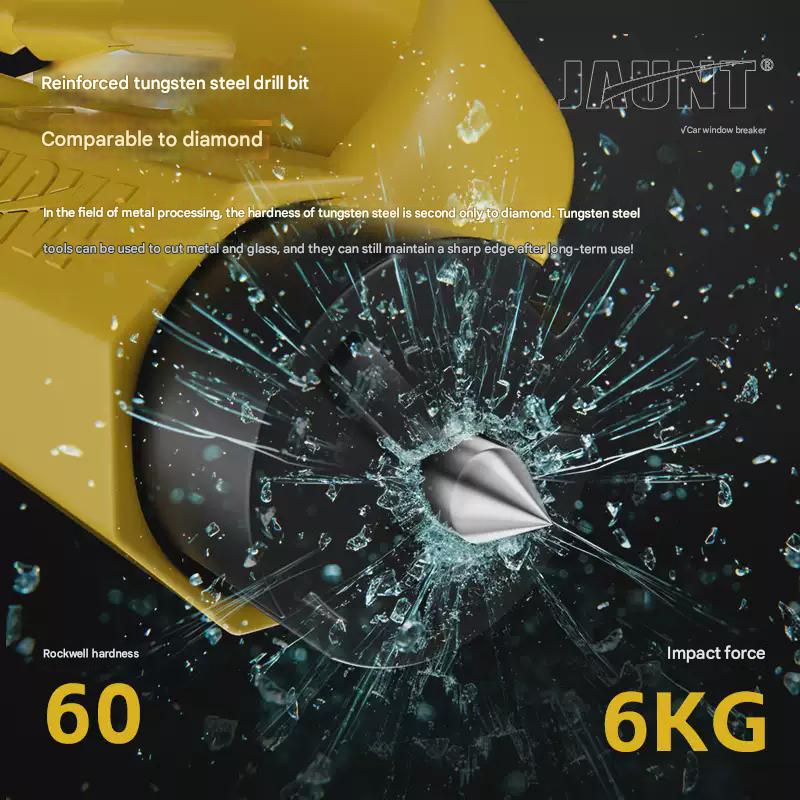 Reinforced tungsten steel drill bit
JAUNT®
Comparable to diamond
√Car window breaker
In the field of metal processing, the hardness of tungsten steel is second only to diamond. Tungsten steel
tools can be used to cut metal and glass, and they can still maintain a sharp edge after long-term use!
Rockwell hardness
60
Impact force
6KG